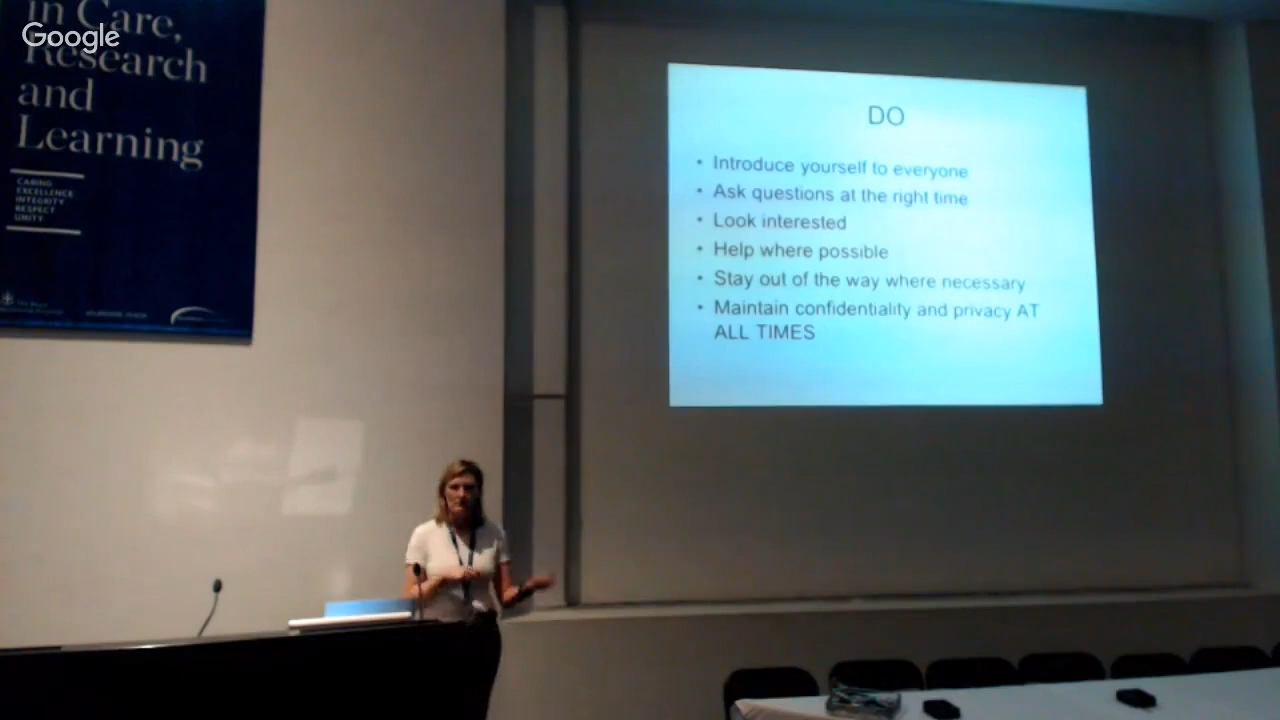 in Care,
Google
Research
and
Learning
CARING
EXCELLENCE
INTEGRITY
RESPECT
UNITY
DO
• Introduce yourself to everyone
• Ask questions at the right time
• Look interested
• Help where possible
• Stay out of the way where necessary
• Maintain confidentiality and privacy AT
ALL TIMES